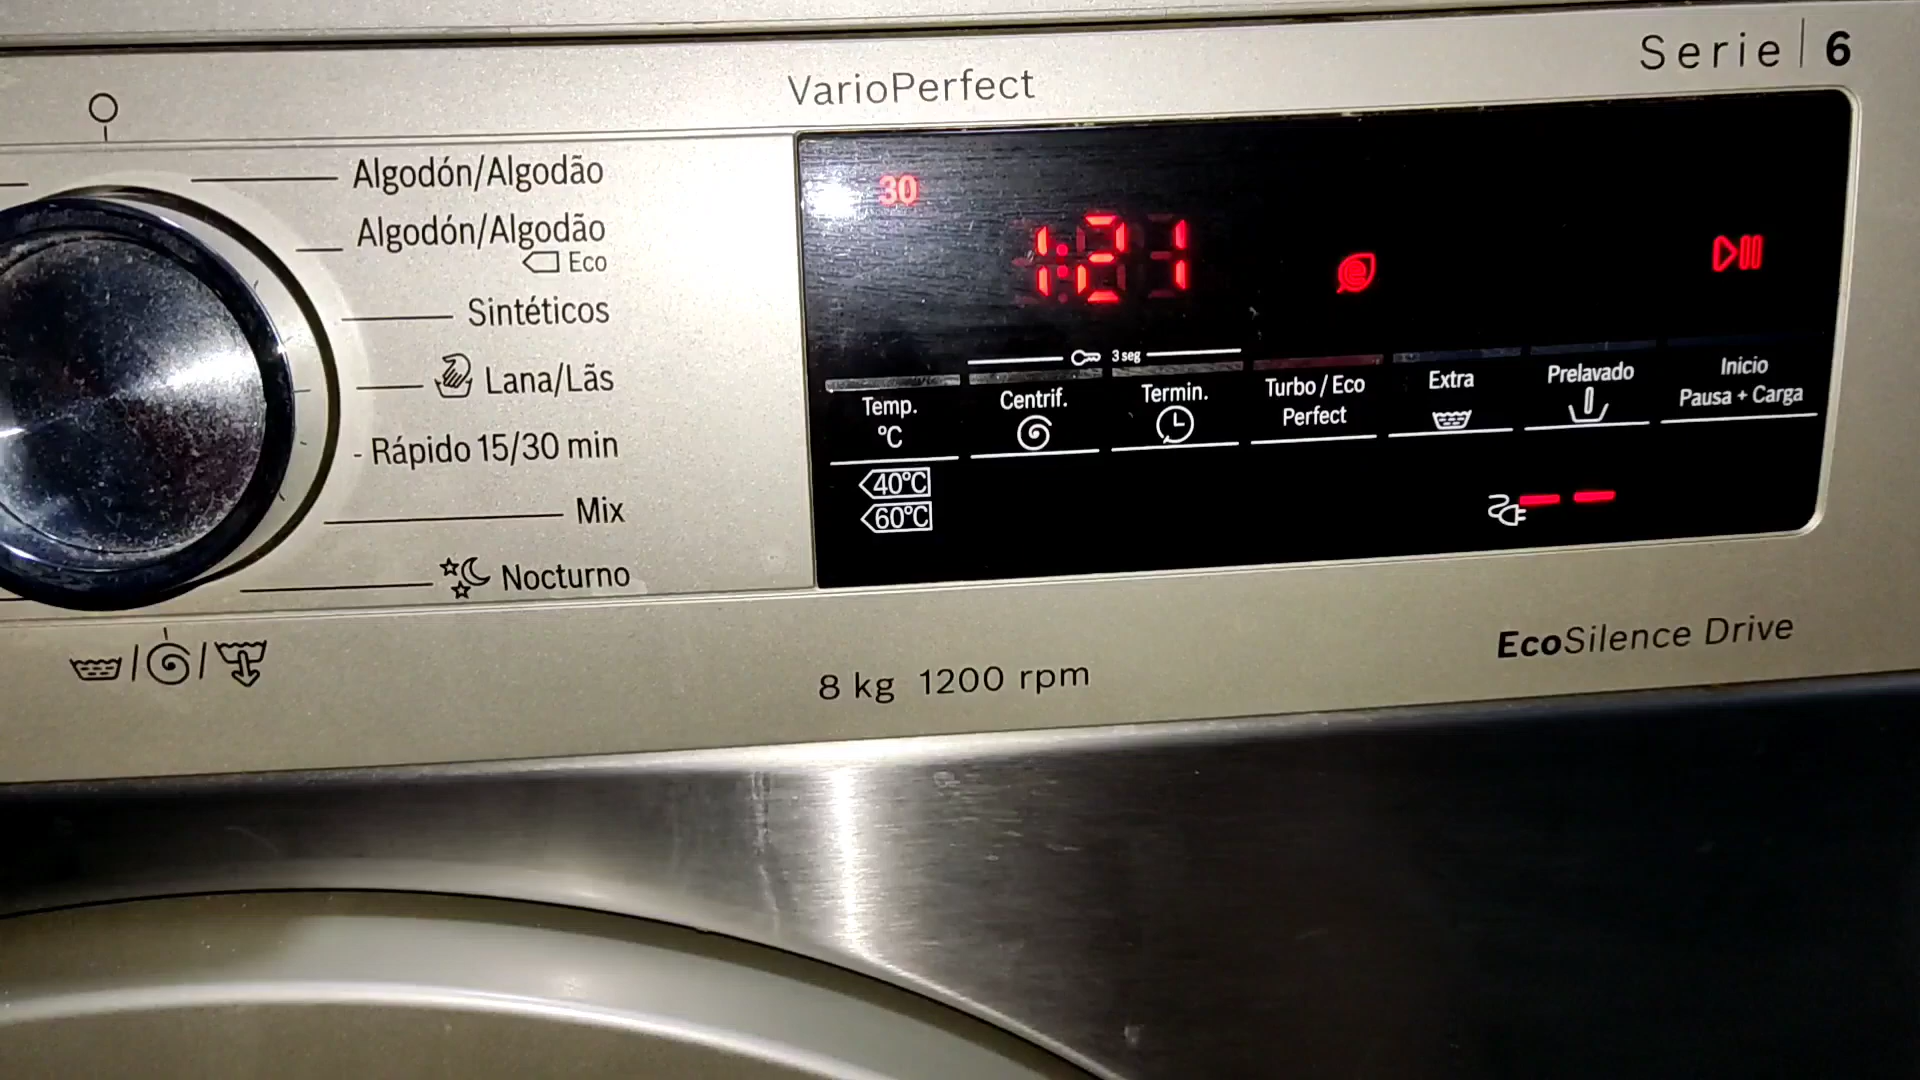 Serie | 6
VarioPerfect
Algodón/Algodão
Algodón/Algodão
Eco
Sintéticos
Lana/Lãs
Rápido 15/30 min
Mix
Nocturno
30
1:21
3 seg
Temp.
°C
Centrif.
Termin.
Turbo / Eco
Perfect
Extra
Prelavado
Inicio
Pausa + Carga
40°C
60°C
8 kg 1200 rpm
EcoSilence Drive